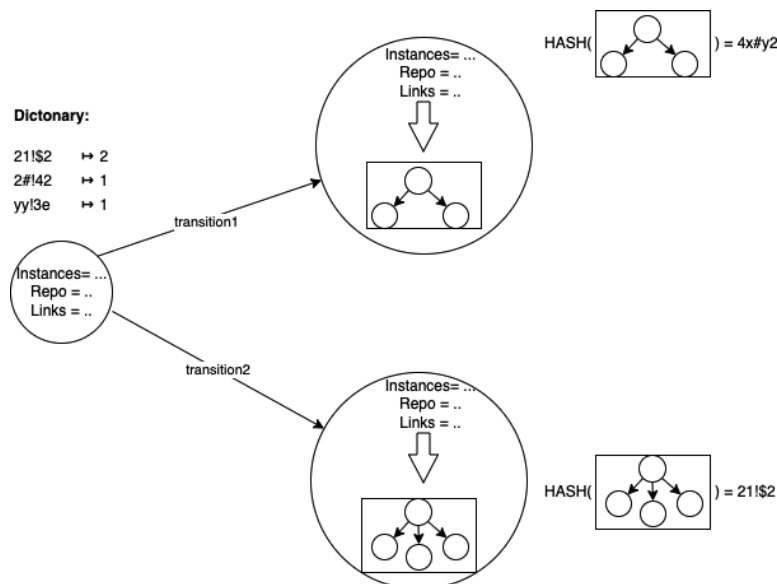 Instances= ...
Repo = ..
Links = ..
HASH( ) = 4x#y2
Dictonary:
21!$2 ↦ 2
2#!42 ↦ 1
yy!3e ↦ 1
transition1
Instances= ...
Repo = ..
Links = ..
transition2
Instances= ...
Repo = ..
Links = ..
HASH( ) = 21!$2